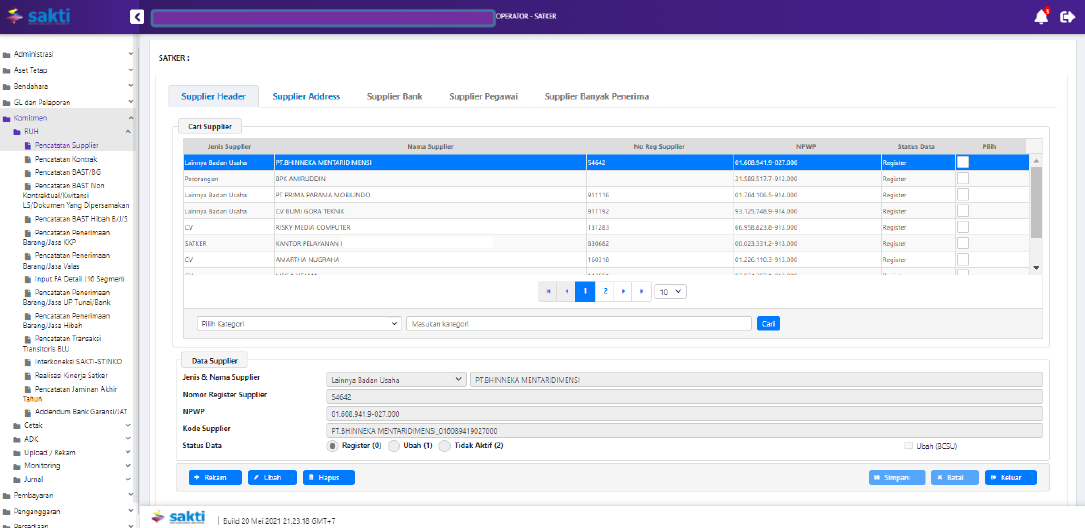 sakti
OPERATOR - SATKER
3
Administrasi
Aset Tetap
Bendahara
GL dan Pelaporan
Komitmen
RUH
Pencatatan Supplier
Pencatatan Kontrak
Pencatatan BAST/BG
Pencatatan BAST Non
Kontraktual/Kwitansi
LS/Dokumen Yang Dipersamakan
Pencatatan BAST Hibah B/J/S
Pencatatan Penerimaan
Barang/Jasa KKP
Pencatatan Penerimaan
Barang/Jasa Valas
Input FA Detail (16 Segmen)
Pencatatan Penerimaan
Barang/Jasa UP Tunai/Bank
Pencatatan Penerimaan
Barang/Jasa Hibah
Pencatatan Transaksi
Transitoris BLU
Interkoneksi SAKTI-STINKO
Realisasi Kinerja Satker
Pencatatan Jaminan Akhir
Tahun
Addendum Bank Garansi/JAT
Cetak
ADK
Upload / Rekam
Monitoring
Jurnal
Pembayaran
Penganggaran
Persediaan
SATKER :
Supplier Header Supplier Address Supplier Bank Supplier Pegawai Supplier Banyak Penerima
Cari Supplier
Jenis Supplier Nama Supplier No Reg Supplier NPWP Status Data Pilih
Lainnya Badan Usaha PT.BHINNEKA MENTARIDIMENSI 54642 01.608.941.9-027.000 Register
Perorangan BPK AMIRUDDIN 31.589.517.7-913.000 Register
Lainnya Badan Usaha PT PRIMA PARAMA MOBILINDO 911116 01.784.106.5-914.000 Register
Lainnya Badan Usaha CV BUMI GORA TEKNIK 911192 93.125.748.9-914.000 Register
CV RISKY MEDIA COMPUTER 131283 66.958.823.8-913.000 Register
SATKER KANTOR PELAYANAN 830682 00.023.331.2-913.000 Register
CV AMARTHA NUGRAHA 160318 01.226.110.3-913.000 Register
1 2 10
Pilih Kategori Masukan kategori Cari
Data Supplier
Jenis & Nama Supplier Lainnya Badan Usaha PT.BHINNEKA MENTARIDIMENSI
Nomor Register Supplier 54642
NPWP 01.608.941.9-027.000
Kode Supplier PT.BHINNEKA MENTARIDIMENSI_016089419027000
Status Data Register (0) Ubah (1) Tidak Aktif (2) Ubah (BCSU)
Rekam Ubah Hapus Simpan Batal Keluar
sakti | Build 20 Mei 2021 21.23.18 GMT+7